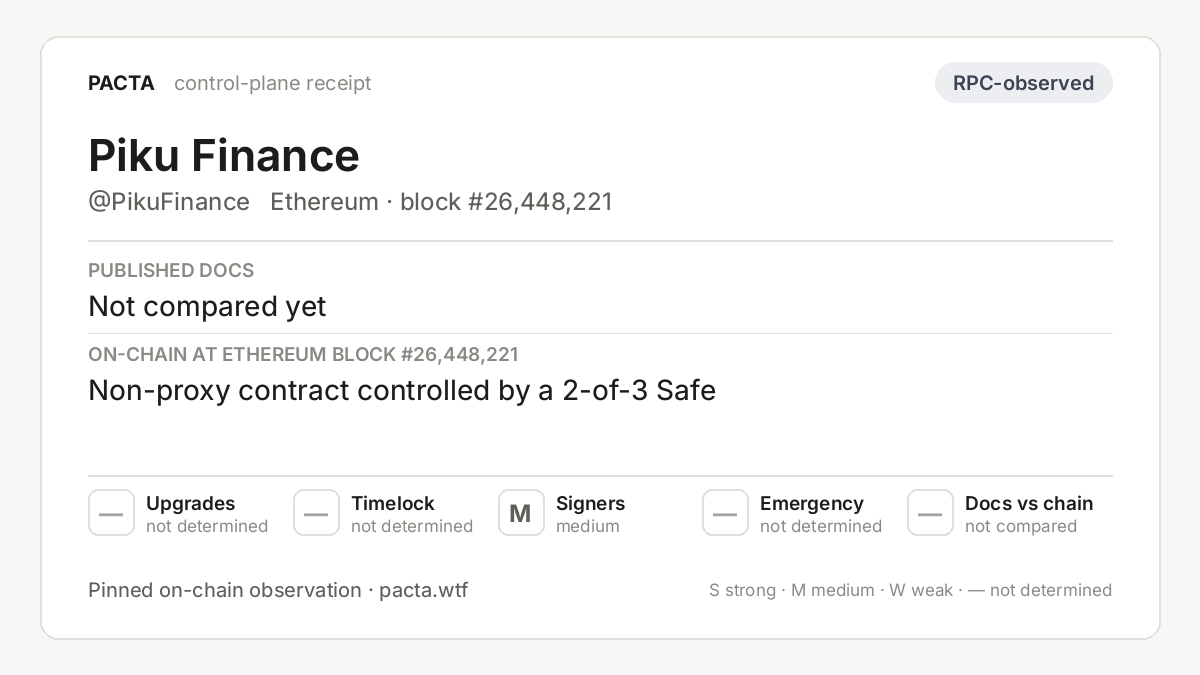 PACTA control-plane receipt RPC-observed
Piku Finance
@PikuFinance Ethereum · block #26,448,221
PUBLISHED DOCS
Not compared yet
ON-CHAIN AT ETHEREUM BLOCK #26,448,221
Non-proxy contract controlled by a 2-of-3 Safe
— Upgrades not determined
— Timelock not determined
M Signers medium
— Emergency not determined
— Docs vs chain not compared
Pinned on-chain observation · pacta.wtf
S strong · M medium · W weak · — not determined